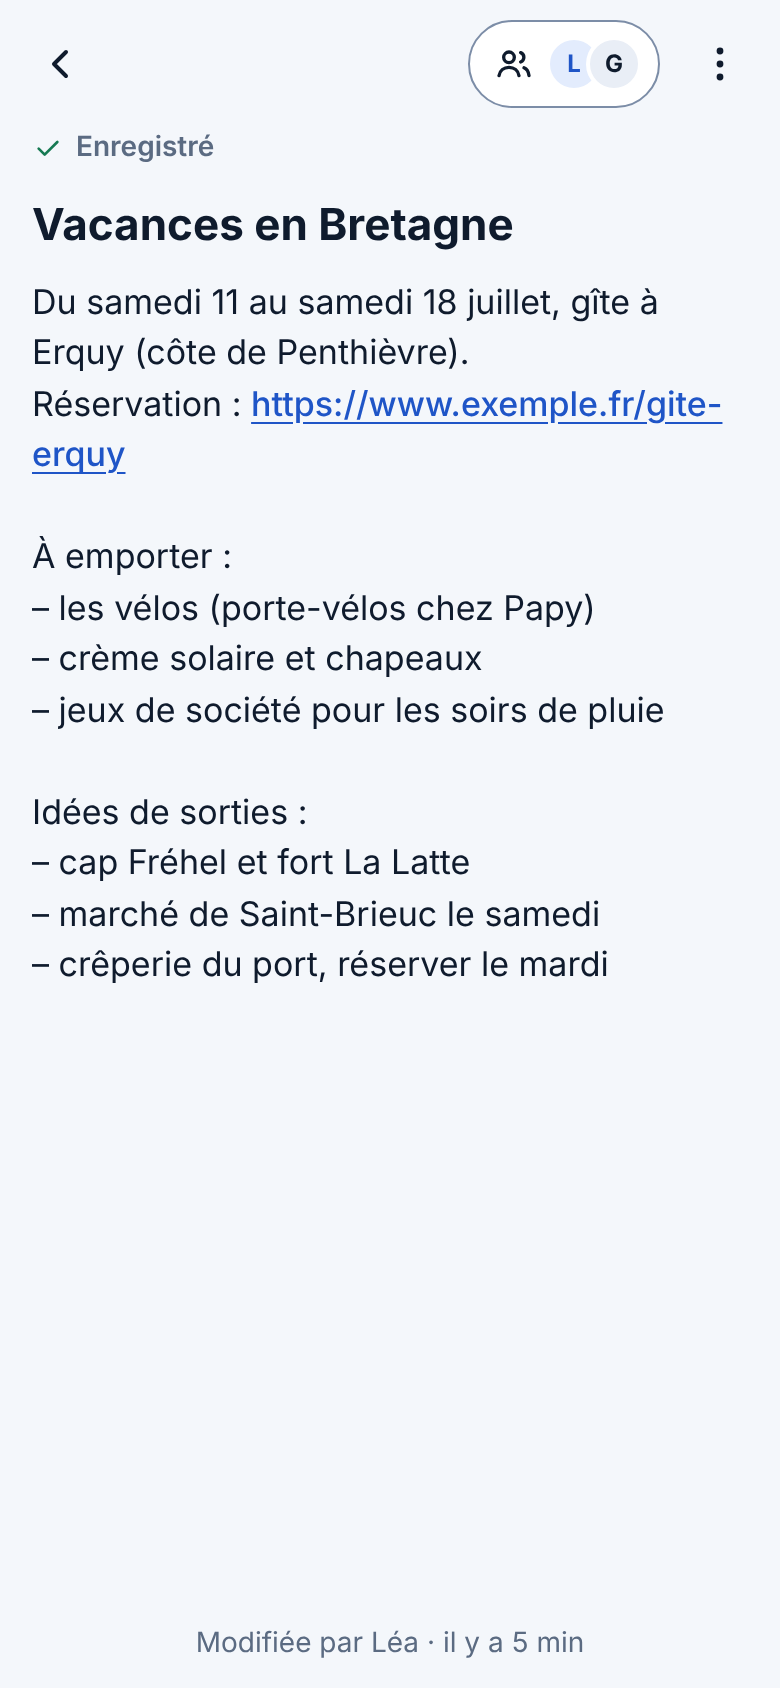 L G
Enregistré
Vacances en Bretagne
Du samedi 11 au samedi 18 juillet, gîte à
Erquy (côte de Penthièvre).
Réservation : https://www.exemple.fr/gite-
erquy
À emporter :
– les vélos (porte-vélos chez Papy)
– crème solaire et chapeaux
– jeux de société pour les soirs de pluie
Idées de sorties :
– cap Fréhel et fort La Latte
– marché de Saint-Brieuc le samedi
– crêperie du port, réserver le mardi
Modifiée par Léa · il y a 5 min